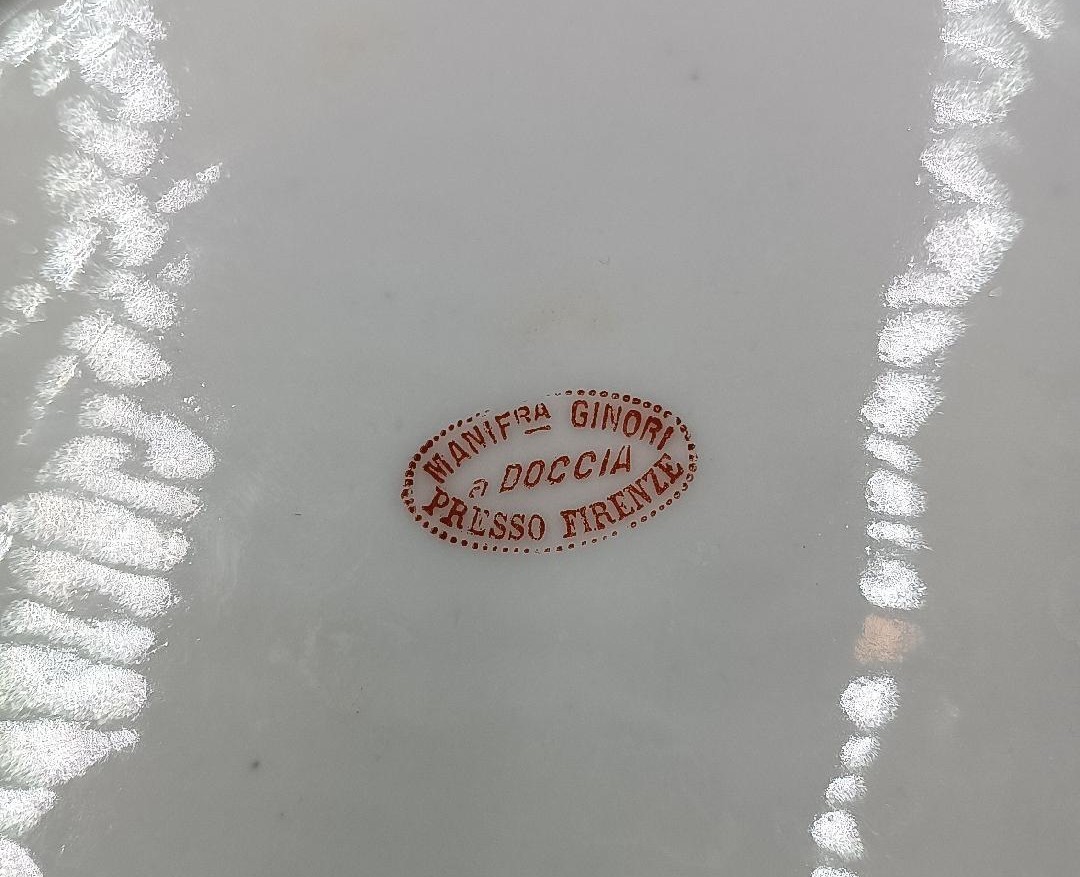 MANIFRA GINORI
a DOCCIA
PRESSO FIRENZE